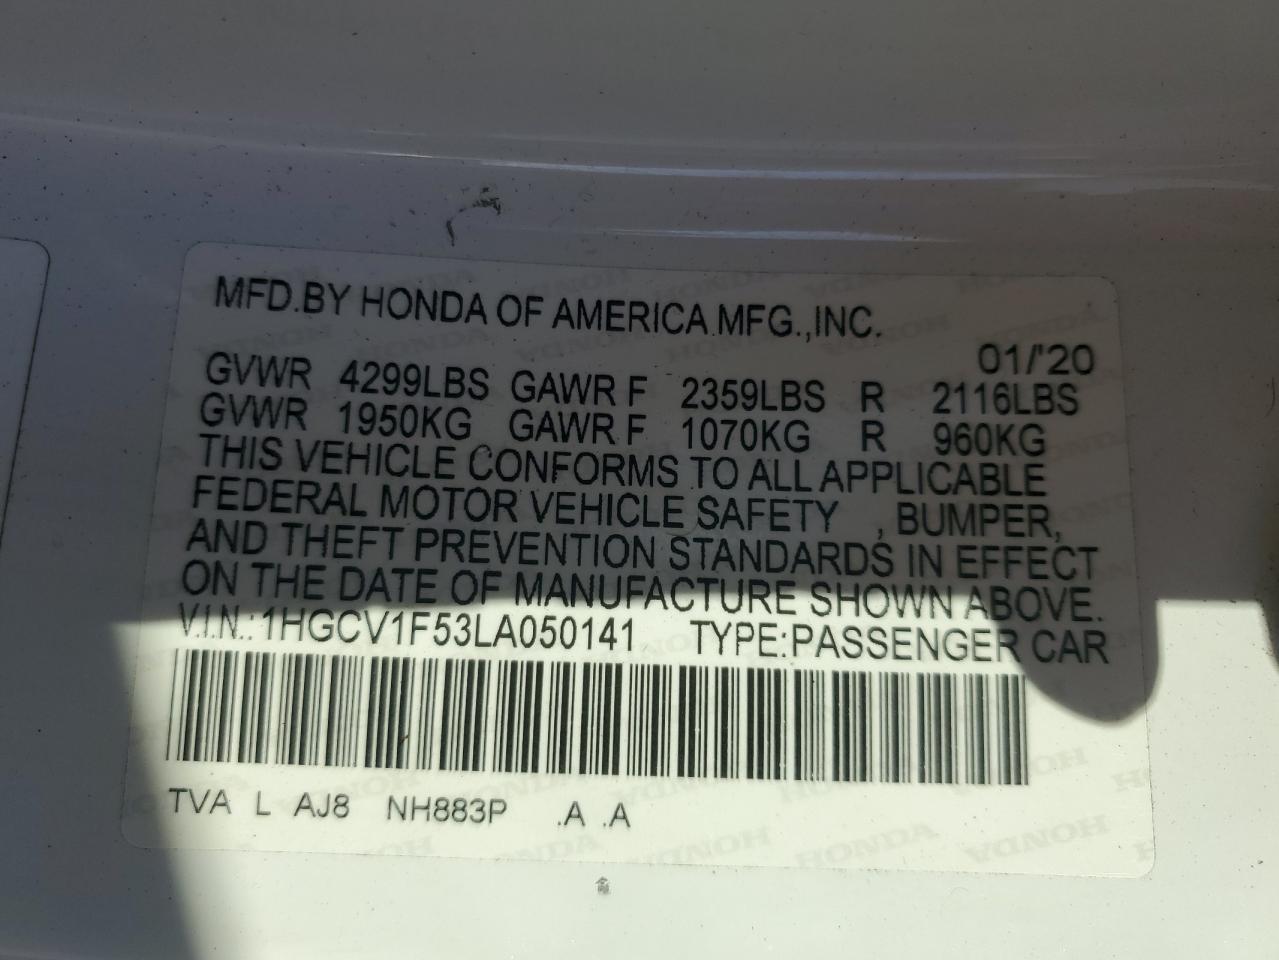 MFD.BY HONDA OF AMERICA MFG.,INC.
01/'20
GVWR 4299LBS GAWR F 2359LBS R 2116LBS
GVWR 1950KG GAWR F 1070KG R 960KG
THIS VEHICLE CONFORMS TO ALL APPLICABLE
FEDERAL MOTOR VEHICLE SAFETY , BUMPER,
AND THEFT PREVENTION STANDARDS IN EFFECT
ON THE DATE OF MANUFACTURE SHOWN ABOVE.
V.I.N.:1HGCV1F53LA050141 TYPE:PASSENGER CAR
TVA L AJ8 NH883P .A .A